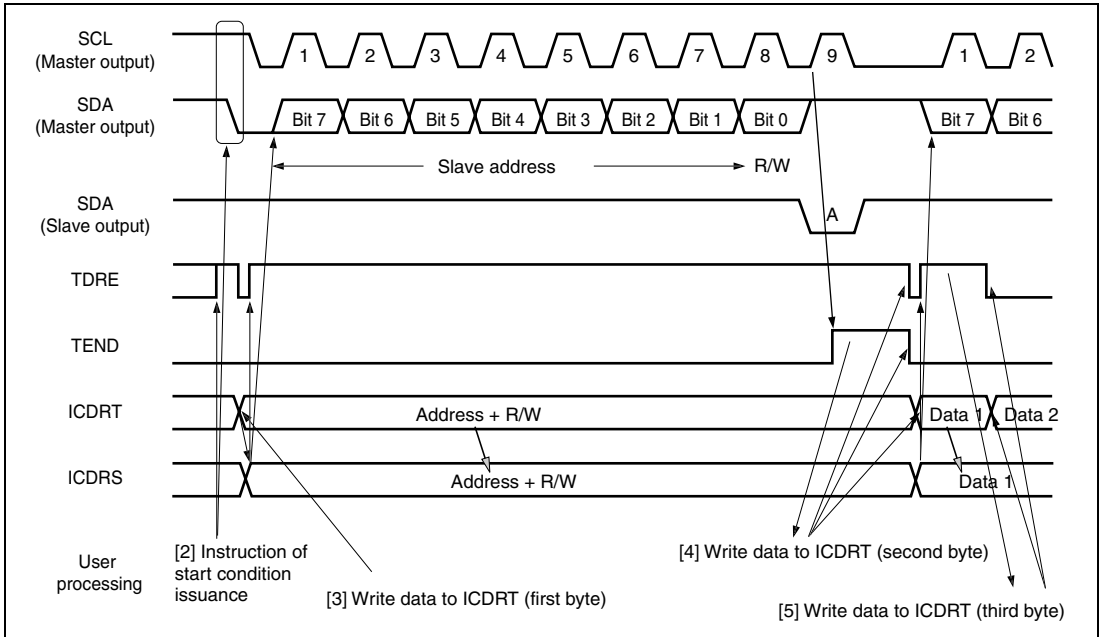 SCL
(Master output)
1 2 3 4 5 6 7 8 9 1 2
SDA
(Master output)
Bit 7 Bit 6 Bit 5 Bit 4 Bit 3 Bit 2 Bit 1 Bit 0 Bit 7 Bit 6
Slave address R/W
SDA
(Slave output)
A
TDRE
TEND
ICDRT
Address + R/W Data 1 Data 2
ICDRS
Address + R/W Data 1
User
processing
[2] Instruction of
start condition
issuance
[3] Write data to ICDRT (first byte)
[4] Write data to ICDRT (second byte)
[5] Write data to ICDRT (third byte)